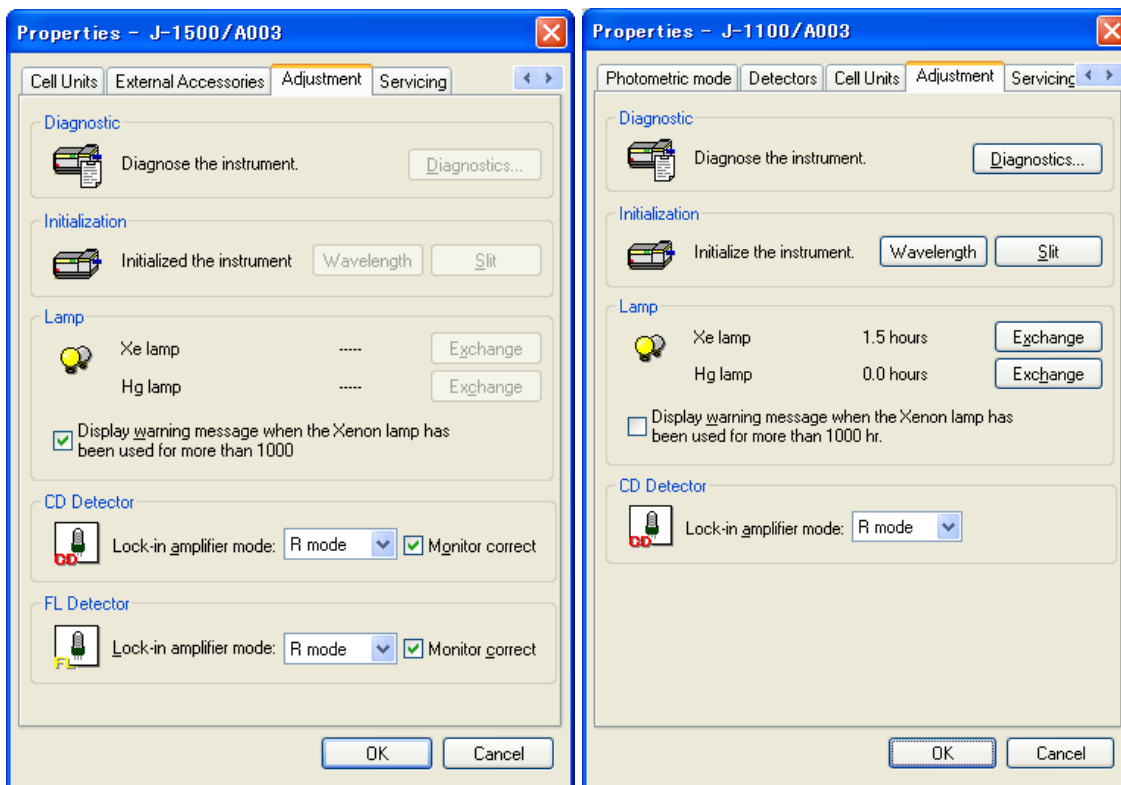 Properties - J-1500/A003
Cell Units External Accessories Adjustment Servicing
Diagnostic
Diagnose the instrument. Diagnostics...
Initialization
Initialized the instrument Wavelength Slit
Lamp
Xe lamp ----- Exchange
Hg lamp ----- Exchange
Display warning message when the Xenon lamp has
been used for more than 1000
CD Detector
CD Lock-in amplifier mode: R mode Monitor correct
FL Detector
FL Lock-in amplifier mode: R mode Monitor correct
OK Cancel
Properties - J-1100/A003
Photometric mode Detectors Cell Units Adjustment Servicing
Diagnostic
Diagnose the instrument. Diagnostics...
Initialization
Initialize the instrument. Wavelength Slit
Lamp
Xe lamp 1.5 hours Exchange
Hg lamp 0.0 hours Exchange
Display warning message when the Xenon lamp has
been used for more than 1000 hr.
CD Detector
CD Lock-in amplifier mode: R mode
OK Cancel